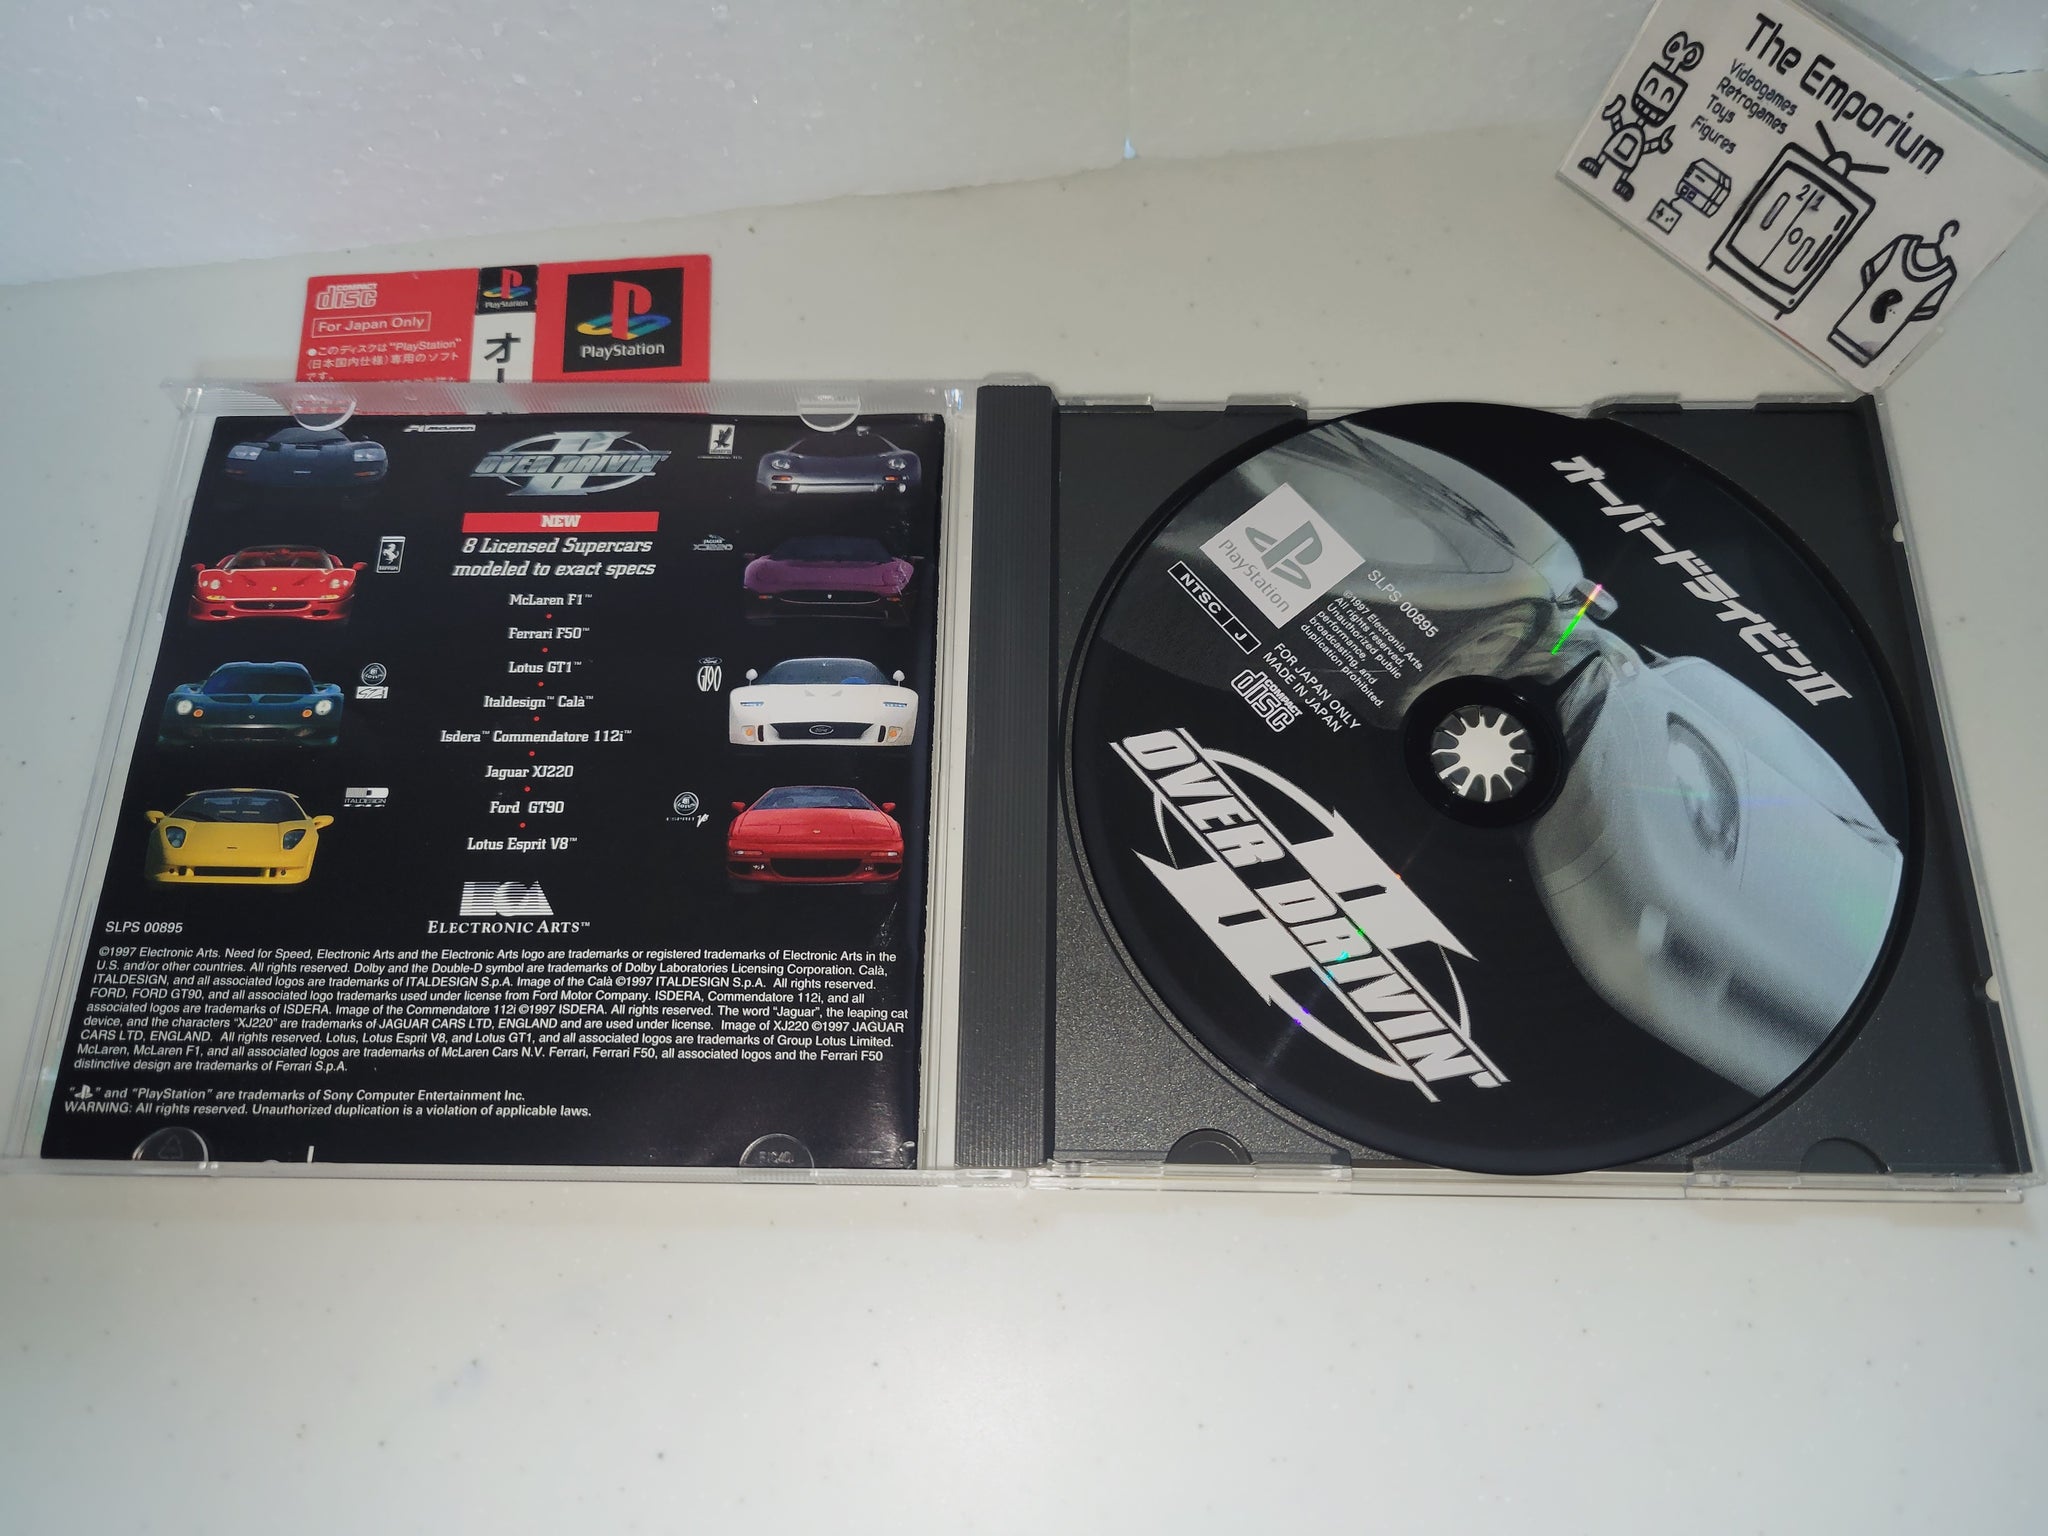 The Emporium
Videogames
Retrogames
Toys
Figures
21
COMPACT
disc
For Japan Only
●このディスクは"PlayStation"
(日本国内仕様)専用のソフト
です。
PlayStation
オー
PlayStation
McLaren
OVER DRIVIN'
II
NEW
8 Licensed Supercars
modeled to exact specs
McLaren F1™
Ferrari F50™
Lotus GT1™
Italdesign™ Calà™
Isdera™ Commendatore 112i™
Jaguar XJ220
Ford GT90
Lotus Esprit V8™
Ferrari
JAGUAR
XJ220
GT1
Ford
GT90
ITALDESIGN
ESPRIT V8
ELECTRONIC ARTS™
SLPS 00895
©1997 Electronic Arts. Need for Speed, Electronic Arts and the Electronic Arts logo are trademarks or registered trademarks of Electronic Arts in the
U.S. and/or other countries. All rights reserved. Dolby and the Double-D symbol are trademarks of Dolby Laboratories Licensing Corporation. Calà,
ITALDESIGN, and all associated logos are trademarks of ITALDESIGN S.p.A. Image of the Calà ©1997 ITALDESIGN S.p.A. All rights reserved.
FORD, FORD GT90, and all associated logo trademarks used under license from Ford Motor Company. ISDERA, Commendatore 112i, and all
associated logos are trademarks of ISDERA. Image of the Commendatore 112i ©1997 ISDERA. All rights reserved. The word "Jaguar", the leaping cat
device, and the characters "XJ220" are trademarks of JAGUAR CARS LTD, ENGLAND and are used under license. Image of XJ220 ©1997 JAGUAR
CARS LTD, ENGLAND. All rights reserved. Lotus, Lotus Esprit V8, and Lotus GT1, and all associated logos are trademarks of Group Lotus Limited.
McLaren, McLaren F1, and all associated logos are trademarks of McLaren Cars N.V. Ferrari, Ferrari F50, all associated logos and the Ferrari F50
distinctive design are trademarks of Ferrari S.p.A.
" " and "PlayStation" are trademarks of Sony Computer Entertainment Inc.
WARNING: All rights reserved. Unauthorized duplication is a violation of applicable laws.
オーバードライビンII
PlayStation
NTSC J
SLPS 00895
©1997 Electronic Arts.
All rights reserved.
Unauthorized public
performance,
broadcasting and
duplication prohibited.
FOR JAPAN ONLY
MADE IN JAPAN
COMPACT
disc
OVER DRIVIN'
II